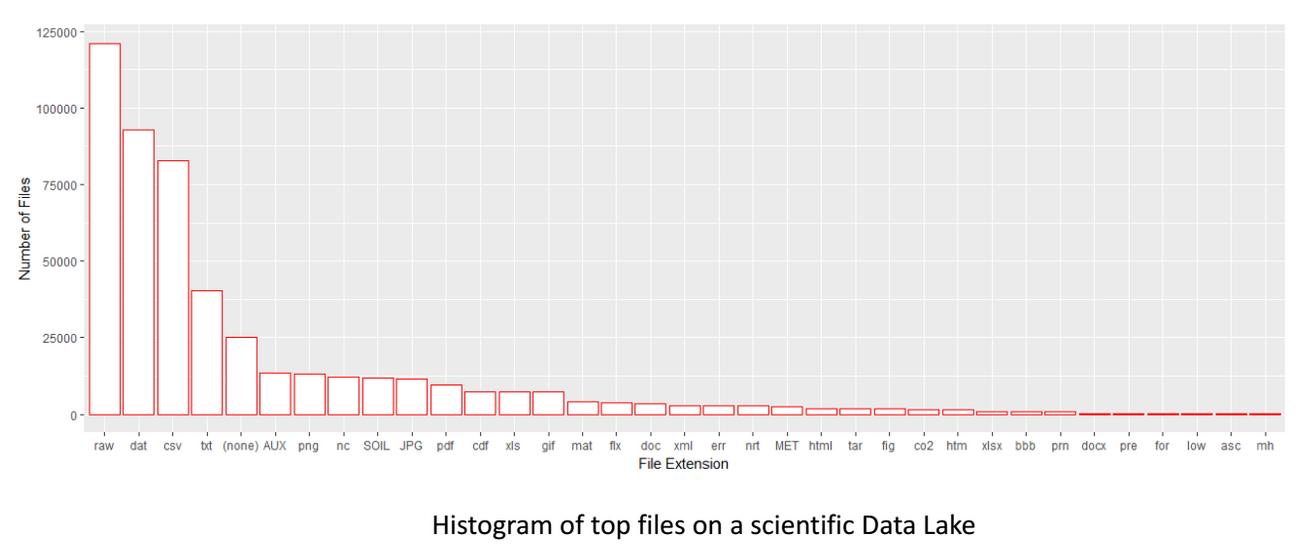 125000
100000
75000
50000
25000
0
Number of Files
raw dat csv txt (none) AUX png nc SOIL JPG pdf cdf xls gif mat flx doc xml err nrt MET html tar fig co2 htm xlsx bbb prn docx pre for low asc mh
File Extension
Histogram of top files on a scientific Data Lake